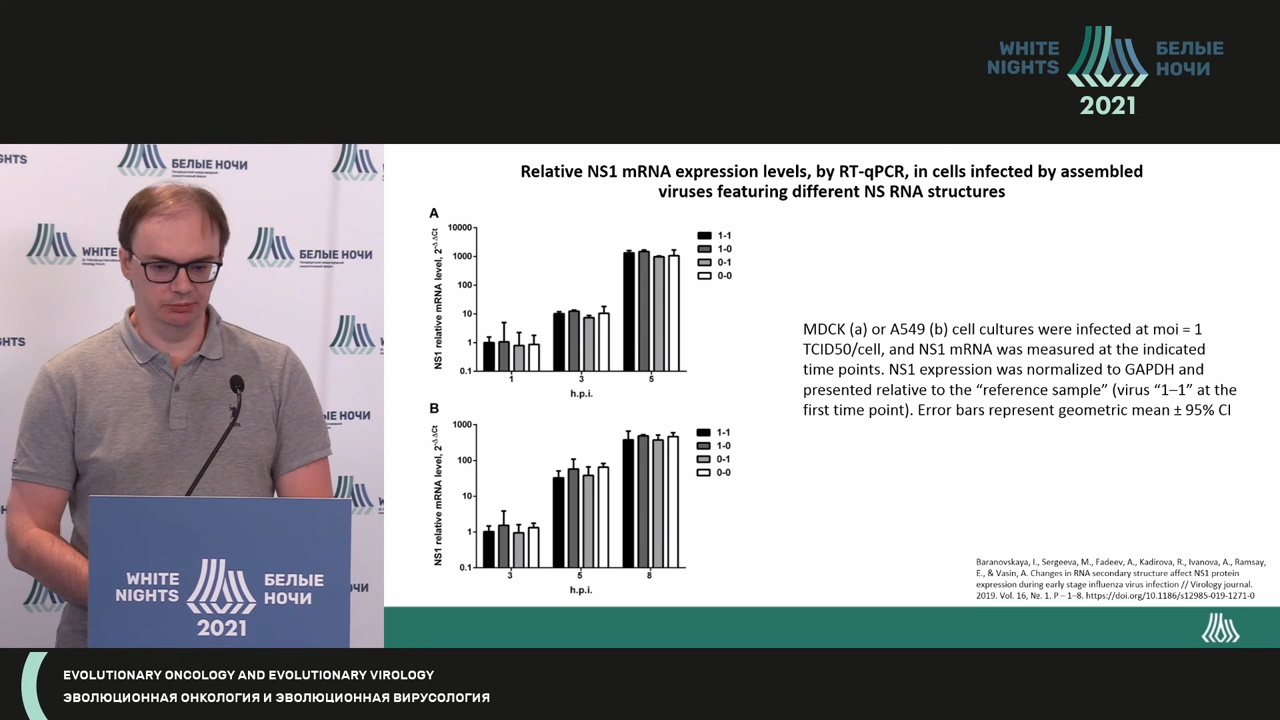 WHITE
NIGHTS
БЕЛЫЕ
НОЧИ
2021
GHTS
БЕЛЫЕ НОЧИ
WHITE
БЕЛЫЕ НОЧИ
WHITE
NIGHTS
БЕЛЫЕ
НОЧИ
2021
Relative NS1 mRNA expression levels, by RT-qPCR, in cells infected by assembled
viruses featuring different NS RNA structures
A
NS1 relative mRNA level, 2^-ΔΔCt
10000
1000
100
10
1
0.1
1 3 5
h.p.i.
1-1
1-0
0-1
0-0
B
NS1 relative mRNA level, 2^-ΔΔCt
1000
100
10
1
0.1
3 5 8
h.p.i.
1-1
1-0
0-1
0-0
MDCK (a) or A549 (b) cell cultures were infected at moi = 1
TCID50/cell, and NS1 mRNA was measured at the indicated
time points. NS1 expression was normalized to GAPDH and
presented relative to the “reference sample” (virus “1–1” at the
first time point). Error bars represent geometric mean ± 95% CI
Baranovskaya, I., Sergeeva, M., Fadeev, A., Kadirova, R., Ivanova, A., Ramsay,
E., & Vasin, A. Changes in RNA secondary structure affect NS1 protein
expression during early stage influenza virus infection // Virology journal.
2019. Vol. 16, №. 1. P – 1–8. https://doi.org/10.1186/s12985-019-1271-0
EVOLUTIONARY ONCOLOGY AND EVOLUTIONARY VIROLOGY
ЭВОЛЮЦИОННАЯ ОНКОЛОГИЯ И ЭВОЛЮЦИОННАЯ ВИРУСОЛОГИЯ